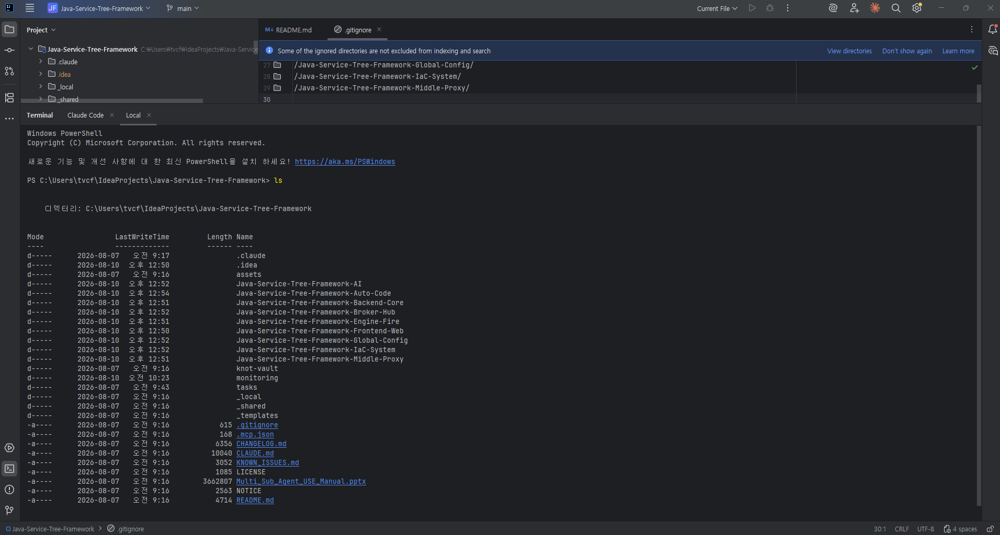 JF Java-Service-Tree-Framework main Current File
Project
README.md .gitignore
Java-Service-Tree-Framework C:₩Users₩tvcf₩IdeaProjects₩Java-Service
.claude
.idea
_local
_shared
Some of the ignored directories are not excluded from indexing and search View directories Don't show again Learn more
27 /Java-Service-Tree-Framework-Global-Config/
28 /Java-Service-Tree-Framework-IaC-System/
29 /Java-Service-Tree-Framework-Middle-Proxy/
30
Terminal Claude Code Local
Windows PowerShell
Copyright (C) Microsoft Corporation. All rights reserved.
새로운 기능 및 개선 사항에 대 한 최신 PowerShell을 설치 하세요! https://aka.ms/PSWindows
PS C:\Users\tvcf\IdeaProjects\Java-Service-Tree-Framework> ls
디렉터리: C:\Users\tvcf\IdeaProjects\Java-Service-Tree-Framework
Mode LastWriteTime Length Name
---- ------------- ------ ----
d----- 2026-08-07 오전 9:17 .claude
d----- 2026-08-10 오후 12:50 .idea
d----- 2026-08-07 오전 9:16 assets
d----- 2026-08-10 오후 12:52 Java-Service-Tree-Framework-AI
d----- 2026-08-10 오후 12:54 Java-Service-Tree-Framework-Auto-Code
d----- 2026-08-10 오후 12:51 Java-Service-Tree-Framework-Backend-Core
d----- 2026-08-10 오후 12:52 Java-Service-Tree-Framework-Broker-Hub
d----- 2026-08-10 오후 12:51 Java-Service-Tree-Framework-Engine-Fire
d----- 2026-08-10 오후 12:50 Java-Service-Tree-Framework-Frontend-Web
d----- 2026-08-10 오후 12:52 Java-Service-Tree-Framework-Global-Config
d----- 2026-08-10 오후 12:52 Java-Service-Tree-Framework-IaC-System
d----- 2026-08-10 오후 12:51 Java-Service-Tree-Framework-Middle-Proxy
d----- 2026-08-07 오전 9:16 knot-vault
d----- 2026-08-10 오전 10:23 monitoring
d----- 2026-08-07 오전 9:43 tasks
d----- 2026-08-07 오전 9:16 _local
d----- 2026-08-07 오전 9:16 _shared
d----- 2026-08-07 오전 9:16 _templates
-a---- 2026-08-07 오전 9:16 615 .gitignore
-a---- 2026-08-07 오전 9:16 168 .mcp.json
-a---- 2026-08-07 오전 9:16 6356 CHANGELOG.md
-a---- 2026-08-07 오전 9:16 10040 CLAUDE.md
-a---- 2026-08-07 오전 9:16 3052 KNOWN_ISSUES.md
-a---- 2026-08-07 오전 9:16 1085 LICENSE
-a---- 2026-08-07 오전 9:16 3662807 Multi_Sub_Agent_USE_Manual.pptx
-a---- 2026-08-07 오전 9:16 2563 NOTICE
-a---- 2026-08-07 오전 9:16 4714 README.md
Java-Service-Tree-Framework > .gitignore 30:1 CRLF UTF-8 4 spaces